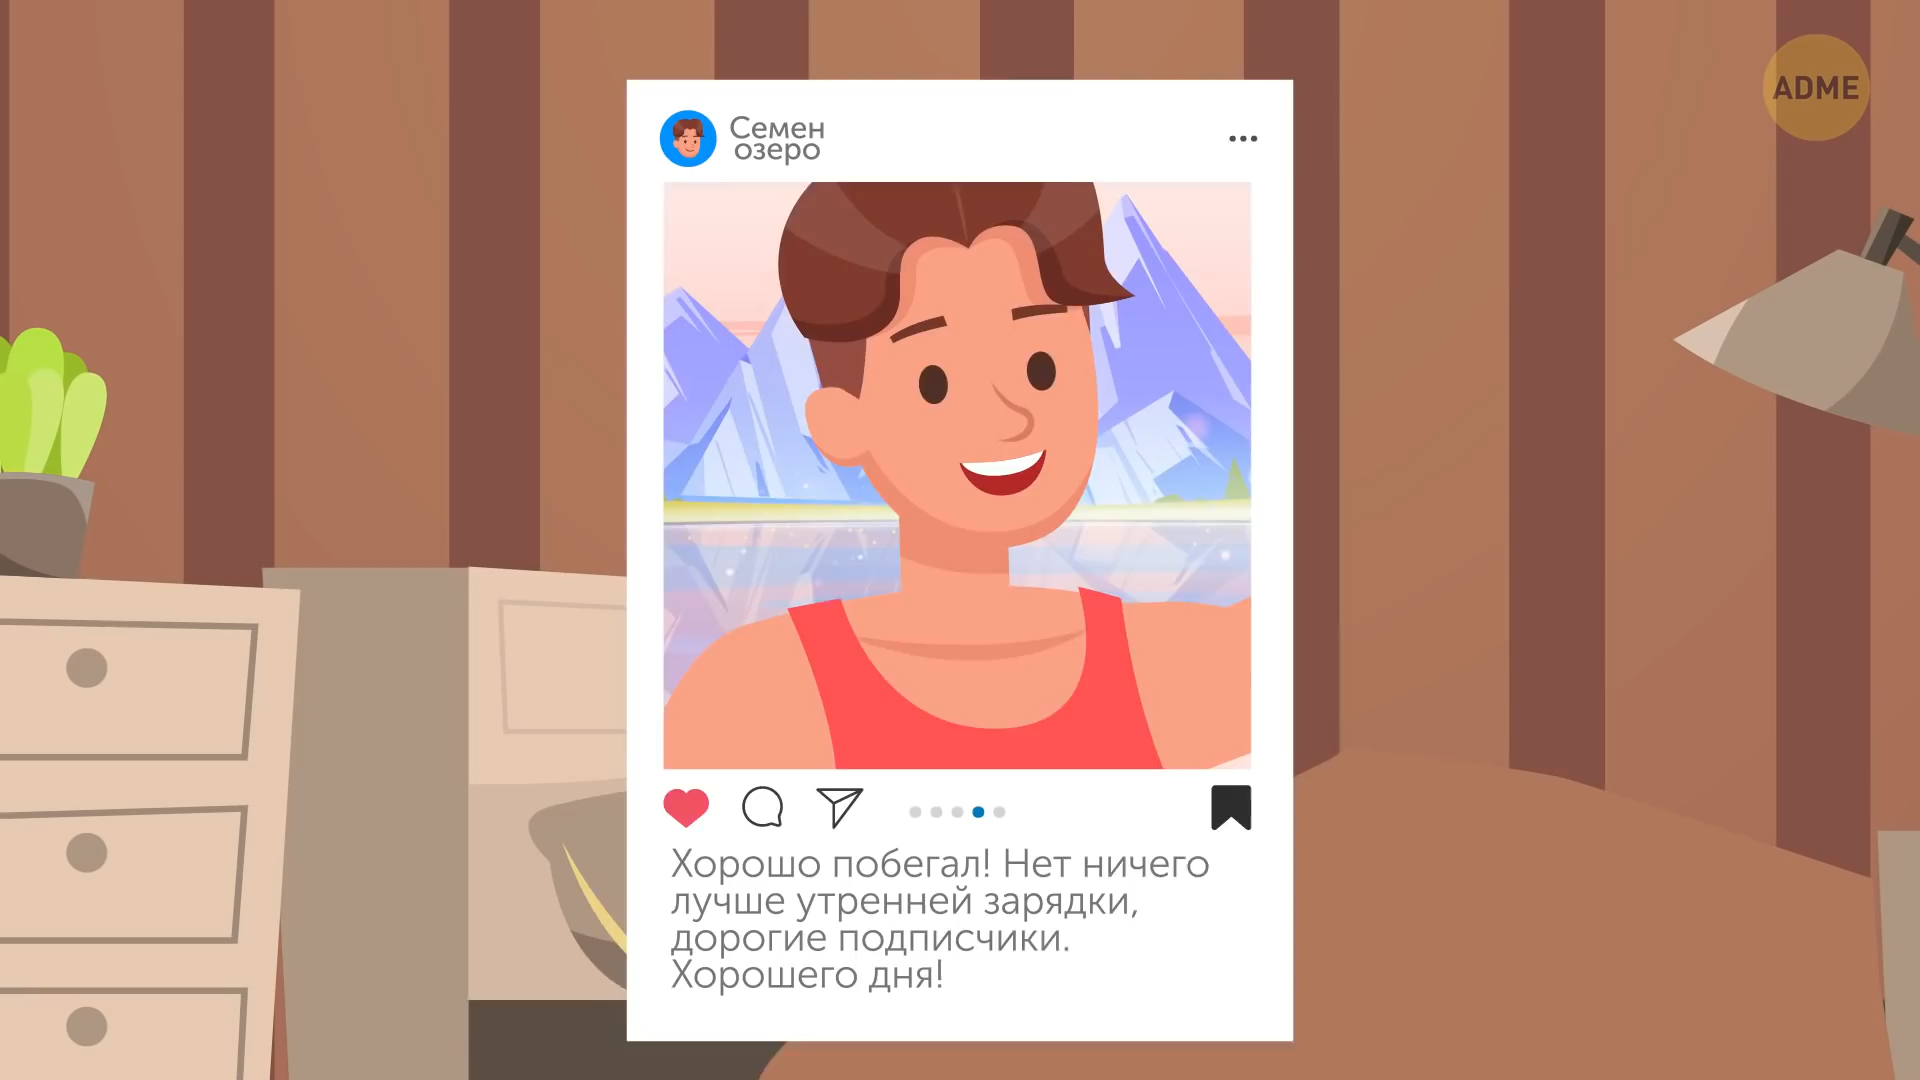 ADME
Семен
озеро
Хорошо побегал! Нет ничего
лучше утренней зарядки,
дорогие подписчики.
Хорошего дня!